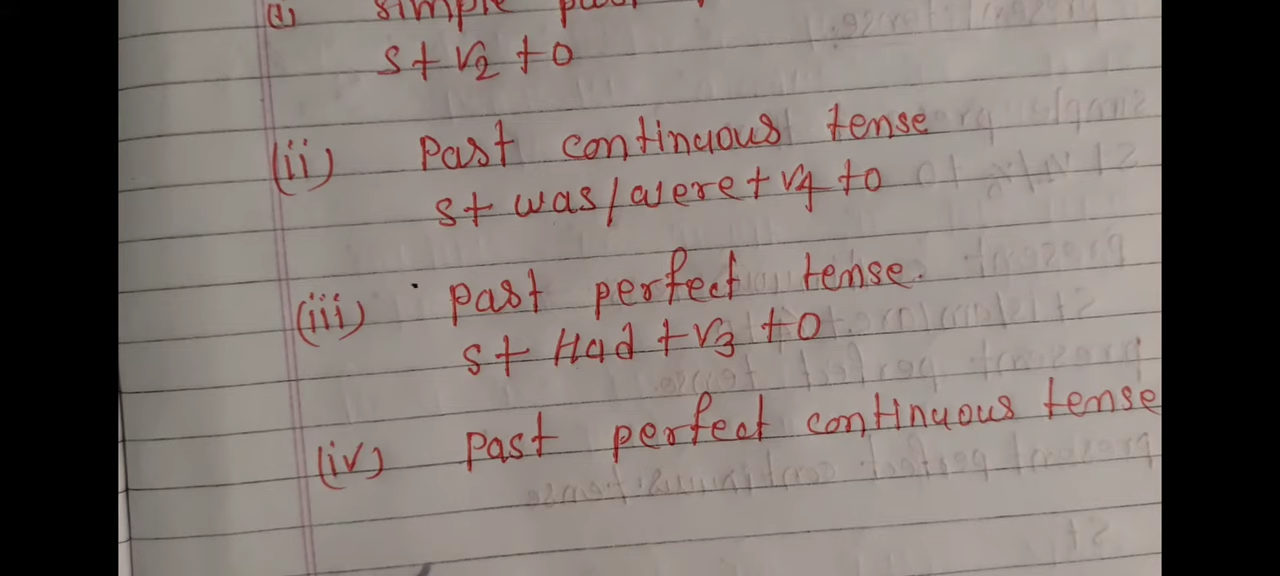 (i) simple past
S+ V2 +O
(ii) Past continuous tense
S+ was/were + V4 +O
(iii) Past perfect tense.
S+ Had +V3 +O
(iv) Past perfect continuous tense